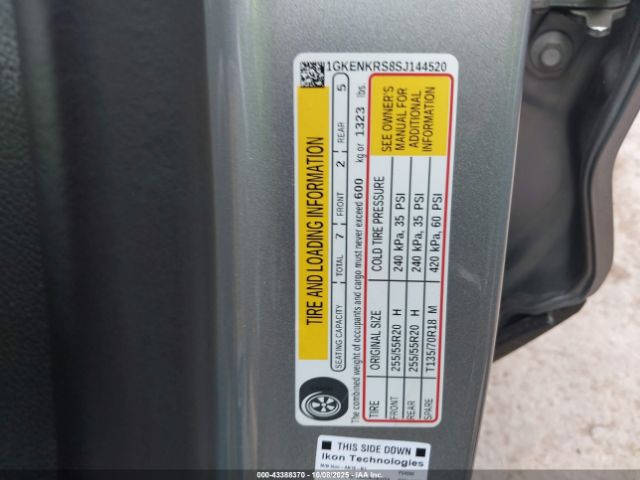 1GKENKRS8SJ144520
TIRE AND LOADING INFORMATION
SEATING CAPACITY TOTAL 7 FRONT 2 REAR 5
The combined weight of occupants and cargo must never exceed 600 kg or 1323 lbs.
TIRE ORIGINAL SIZE COLD TIRE PRESSURE
FRONT 255/55R20 H 240 kPa, 35 PSI
REAR 255/55R20 H 240 kPa, 35 PSI
SPARE T135/70R18 M 420 kPa, 60 PSI
SEE OWNER'S
MANUAL FOR
ADDITIONAL
INFORMATION
THIS SIDE DOWN
Ikon Technologies
000-43388370 - 10/08/2025 - IAAI.COM